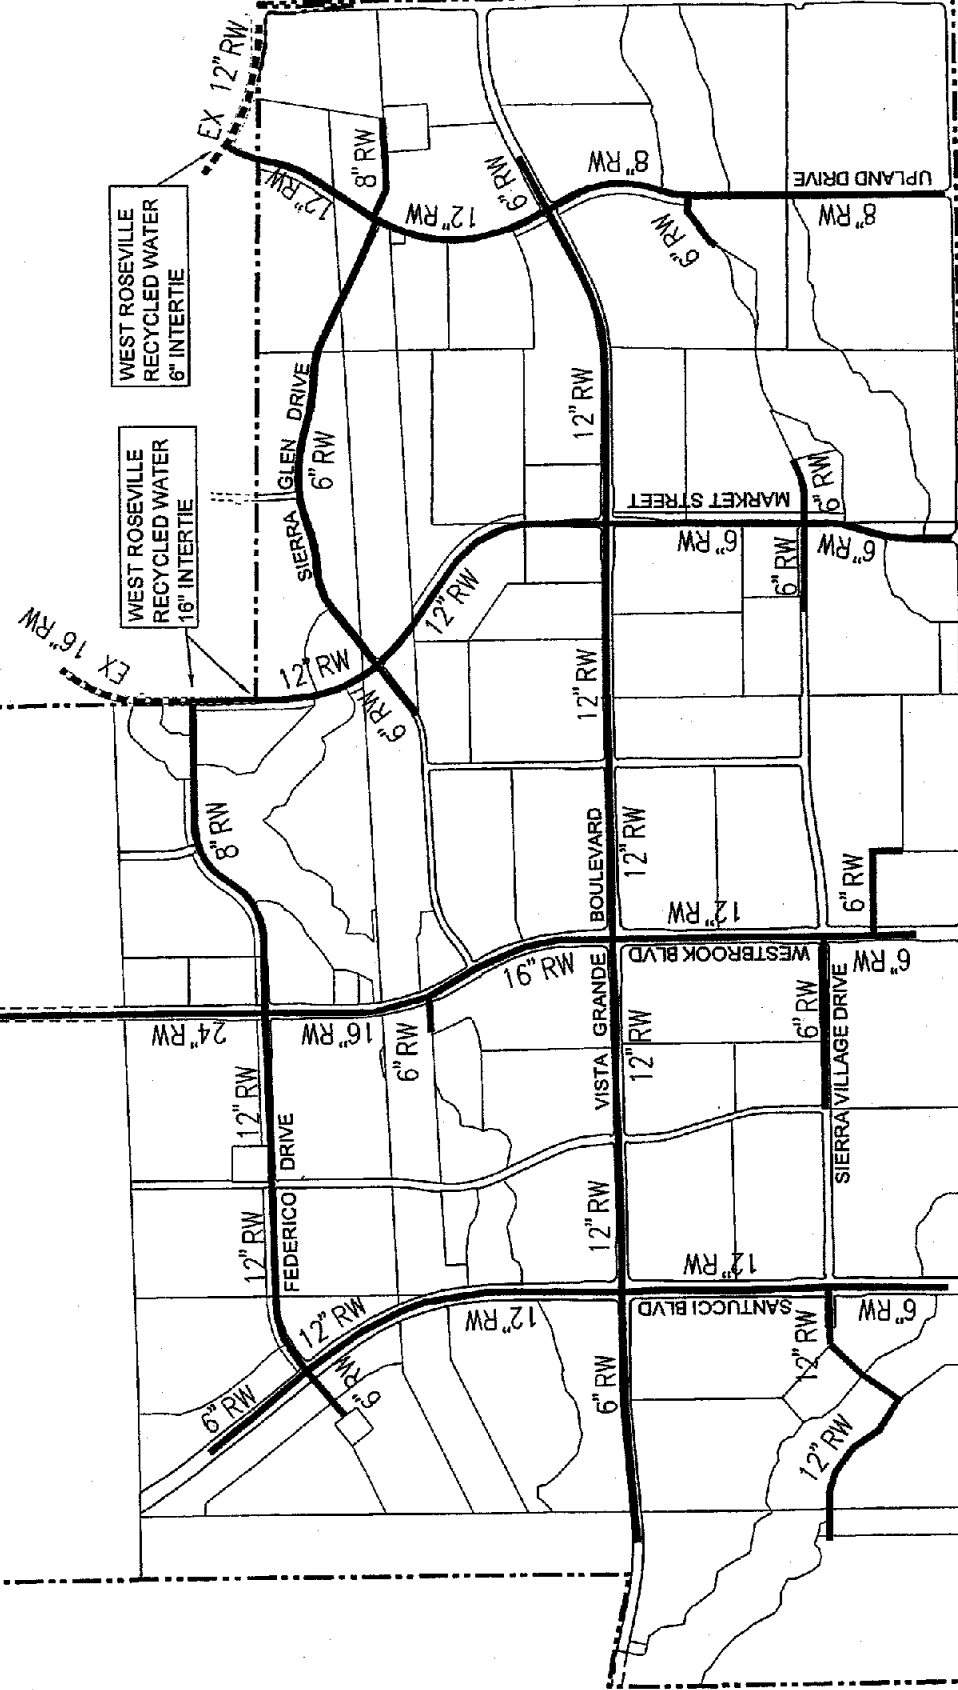 EX 12" RW
WEST ROSEVILLE
RECYCLED WATER
6" INTERTIE
12" RW
8" RW
12" RW
6" RW
8" RW
UPLAND DRIVE
8" RW
6" RW
WEST ROSEVILLE
RECYCLED WATER
16" INTERTIE
SIERRA GLEN DRIVE
6" RW
12" RW
MARKET STREET
6" RW
6" RW
6" RW
6" RW
EX 16" RW
12" RW
12" RW
6" RW
12" RW
8" RW
BOULEVARD
12" RW
12" RW
6" RW
16" RW
WESTBROOK BLVD
6" RW
24" RW
16" RW
6" RW
VISTA GRANDE
12" RW
6" RW
SIERRA VILLAGE DRIVE
12" RW
FEDERICO DRIVE
12" RW
12" RW
12" RW
12" RW
12" RW
SANTUCCI BLVD
12" RW
6" RW
6" RW
6" RW
6" RW
12" RW